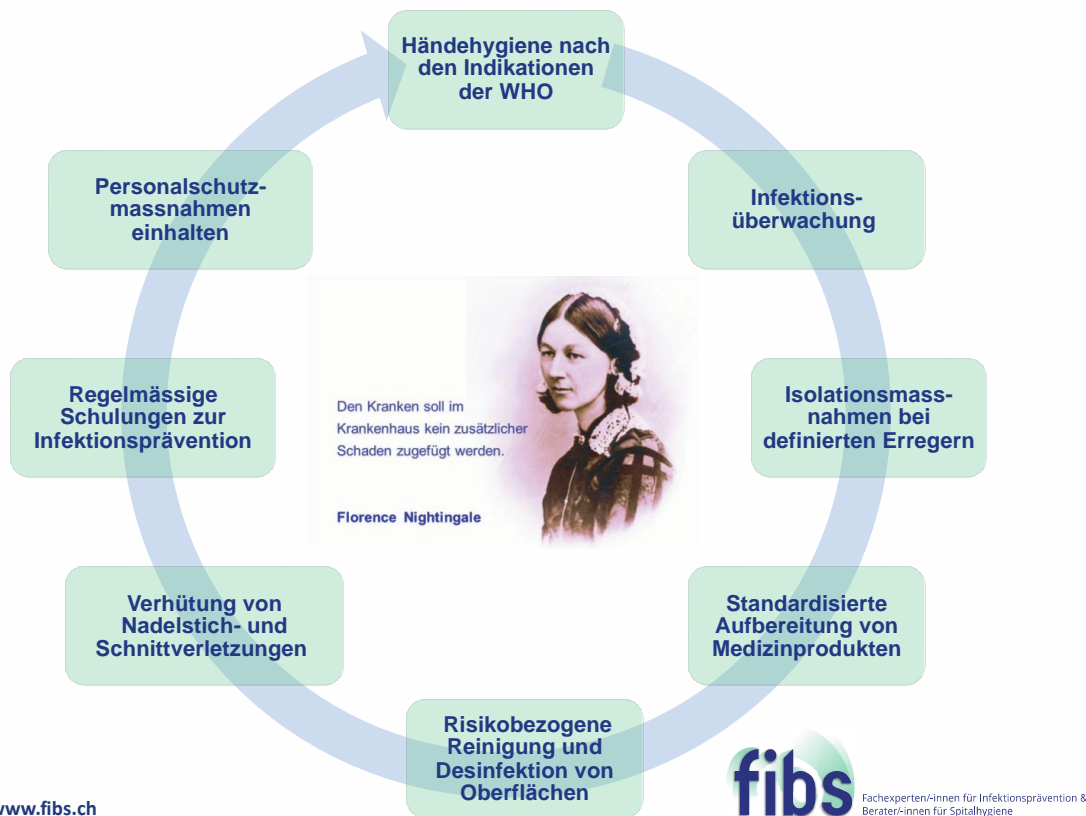 Händehygiene nach
den Indikationen
der WHO
Infektions-
überwachung
Isolationsmass-
nahmen bei
definierten Erregern
Standardisierte
Aufbereitung von
Medizinprodukten
Risikobezogene
Reinigung und
Desinfektion von
Oberflächen
Verhütung von
Nadelstich- und
Schnittverletzungen
Regelmässige
Schulungen zur
Infektionsprävention
Personalschutz-
massnahmen
einhalten
Den Kranken soll im
Krankenhaus kein zusätzlicher
Schaden zugefügt werden.
Florence Nightingale
www.fibs.ch
fibs
Fachexperten/-innen für Infektionsprävention &
Berater/-innen für Spitalhygiene